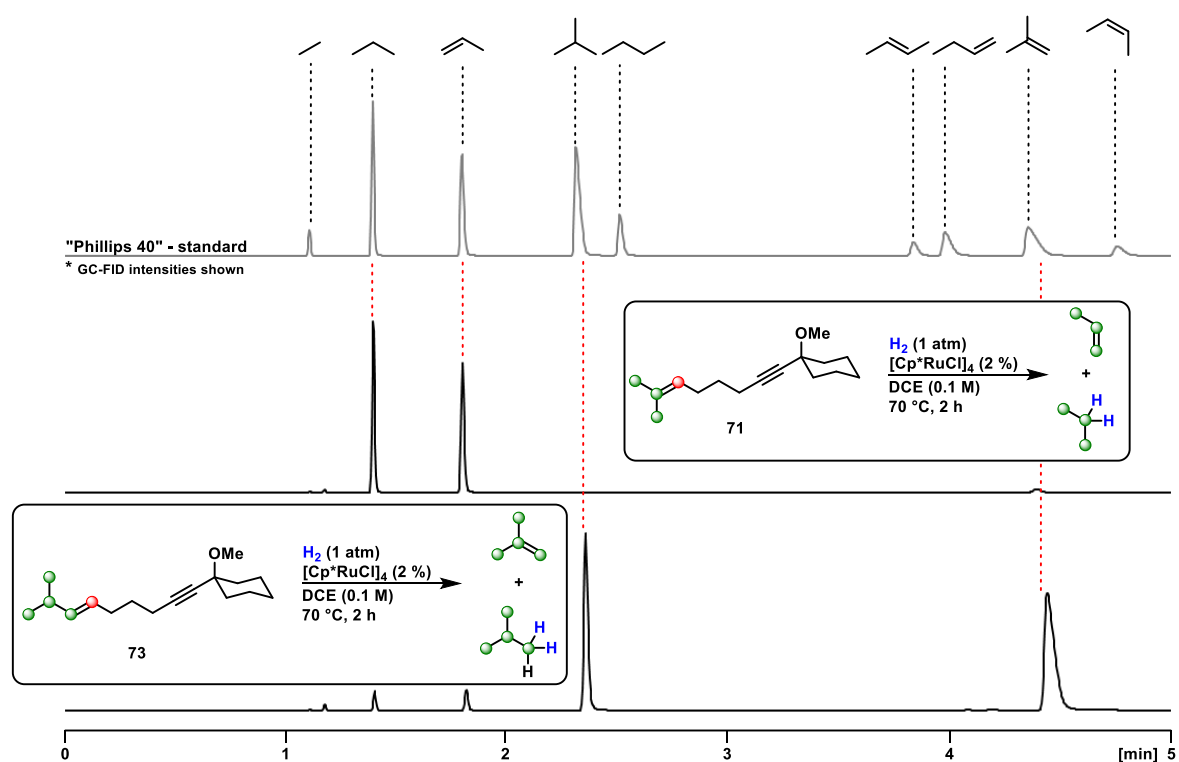 "Phillips 40" - standard
* GC-FID intensities shown
OMe
71
H2 (1 atm)
[Cp*RuCl]4 (2 %)
DCE (0.1 M)
70 °C, 2 h
+
H
H
OMe
73
H2 (1 atm)
[Cp*RuCl]4 (2 %)
DCE (0.1 M)
70 °C, 2 h
+
H
H
H
0 1 2 3 4 [min] 5